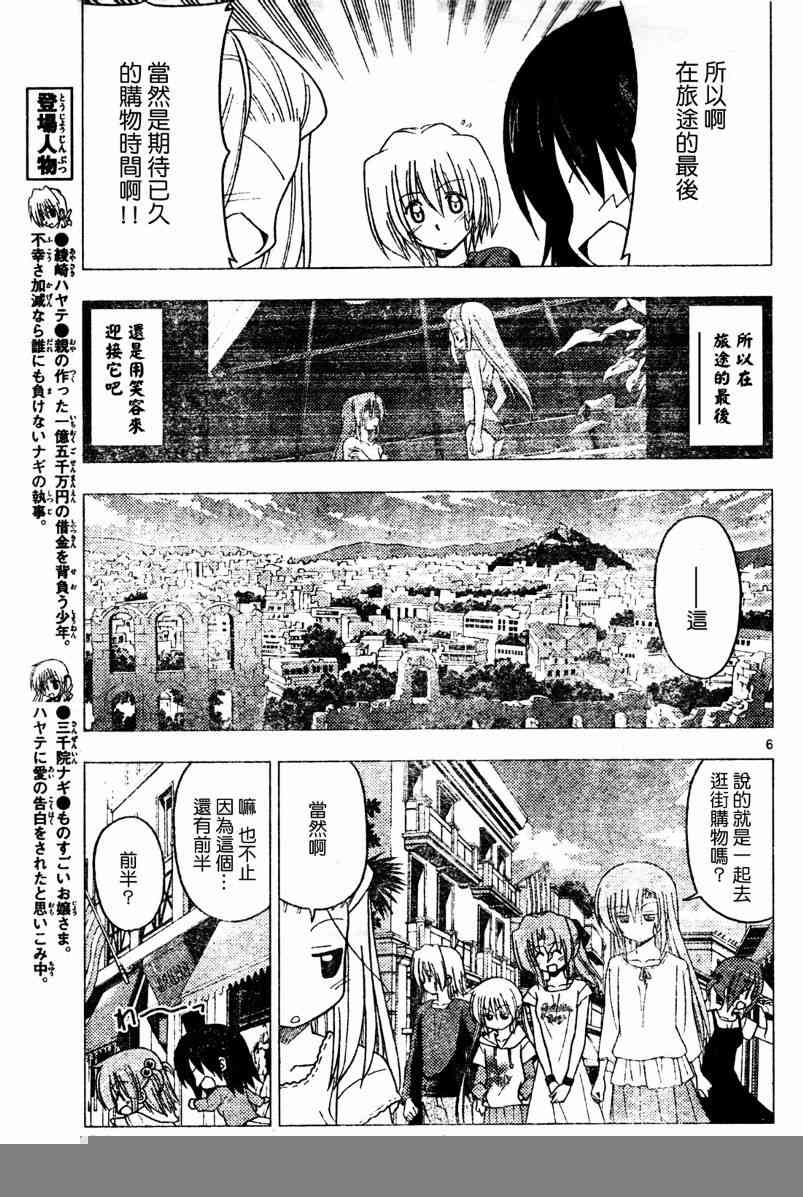 所以啊
在旅途的最後
當然是期待已久
的購物時間啊!!
所以在
旅途的最後
——
還是用笑容來
迎接它吧
——這
6
說的就是一起去
逛街購物嗎？
當然啊
嘛 也不止
因為這個…
還有前半
前半？
わ〜〜
登場人物
●綾崎ハヤテ●親の作った一億五千万円の借金を背負う少年。
不幸さ加減なら誰にも負けないナギの執事。
●三千院ナギ●ものすごいお嬢さま。
ハヤテに愛の告白をされたと思いこみ中。